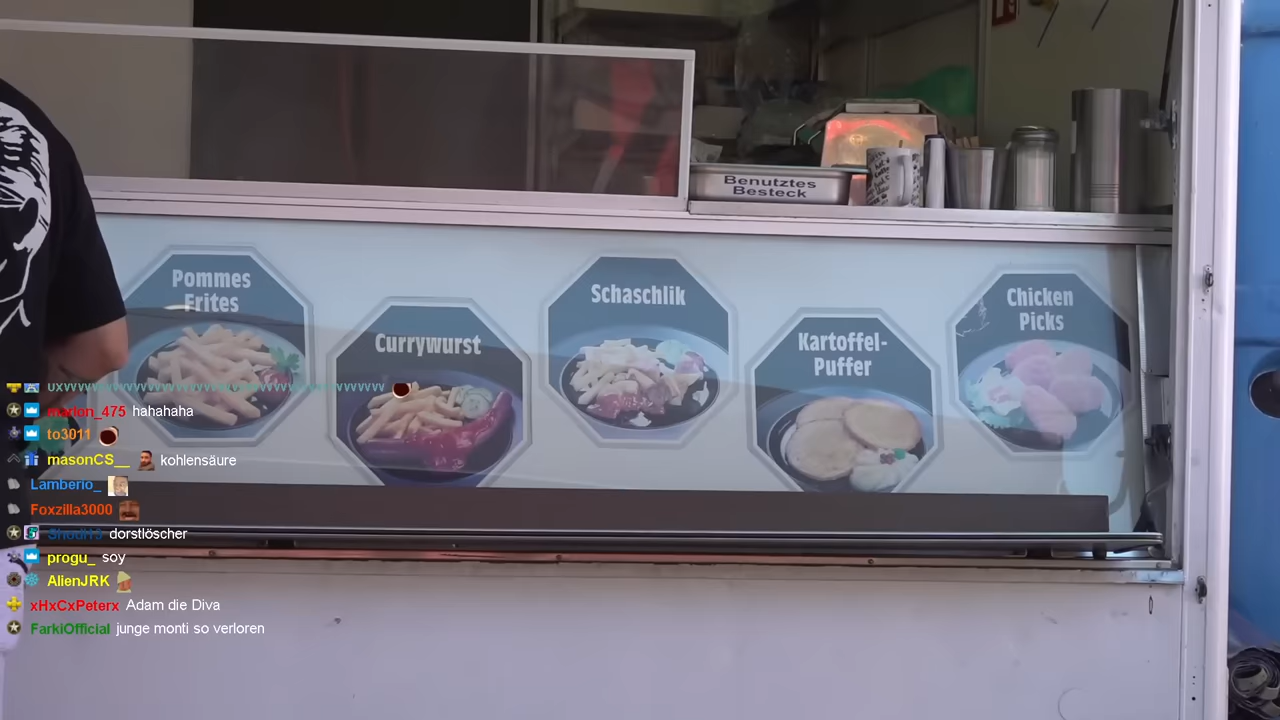 Benutztes
Besteck
Pommes
Frites
Currywurst
Schaschlik
Kartoffel-
Puffer
Chicken
Picks
marlon_475 hahahaha
to3011
masonCS__ kohlensäure
Lamberio_
Foxzilla3000
dorstlöscher
progu_ soy
AlienJRK
xHxCxPeterx Adam die Diva
FarkiOfficial junge monti so verloren